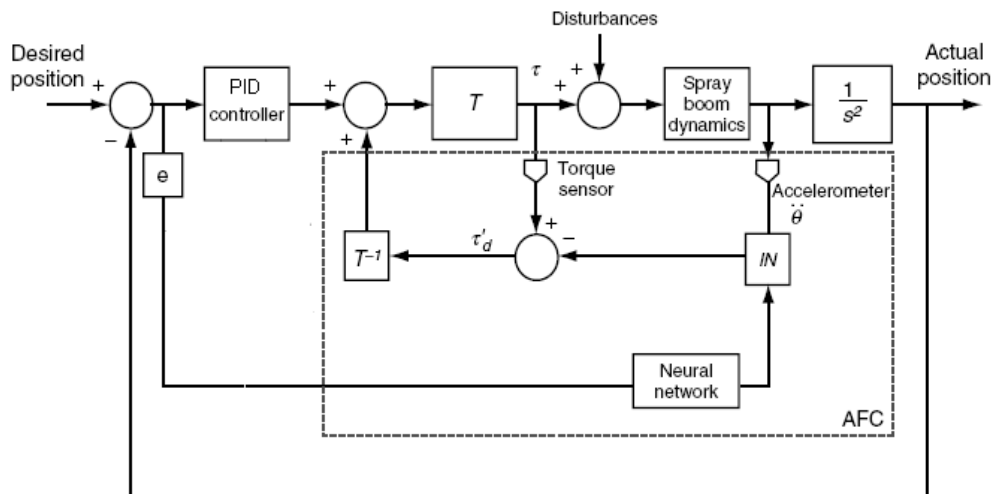 Disturbances
Desired
position
Actual
position
+
−
PID
controller
+
+
T
τ
+
+
Spray
boom
dynamics
1
s²
e
Torque
sensor
Accelerometer
θ̈
+
−
T⁻¹
τ'd
IN
Neural
network
AFC